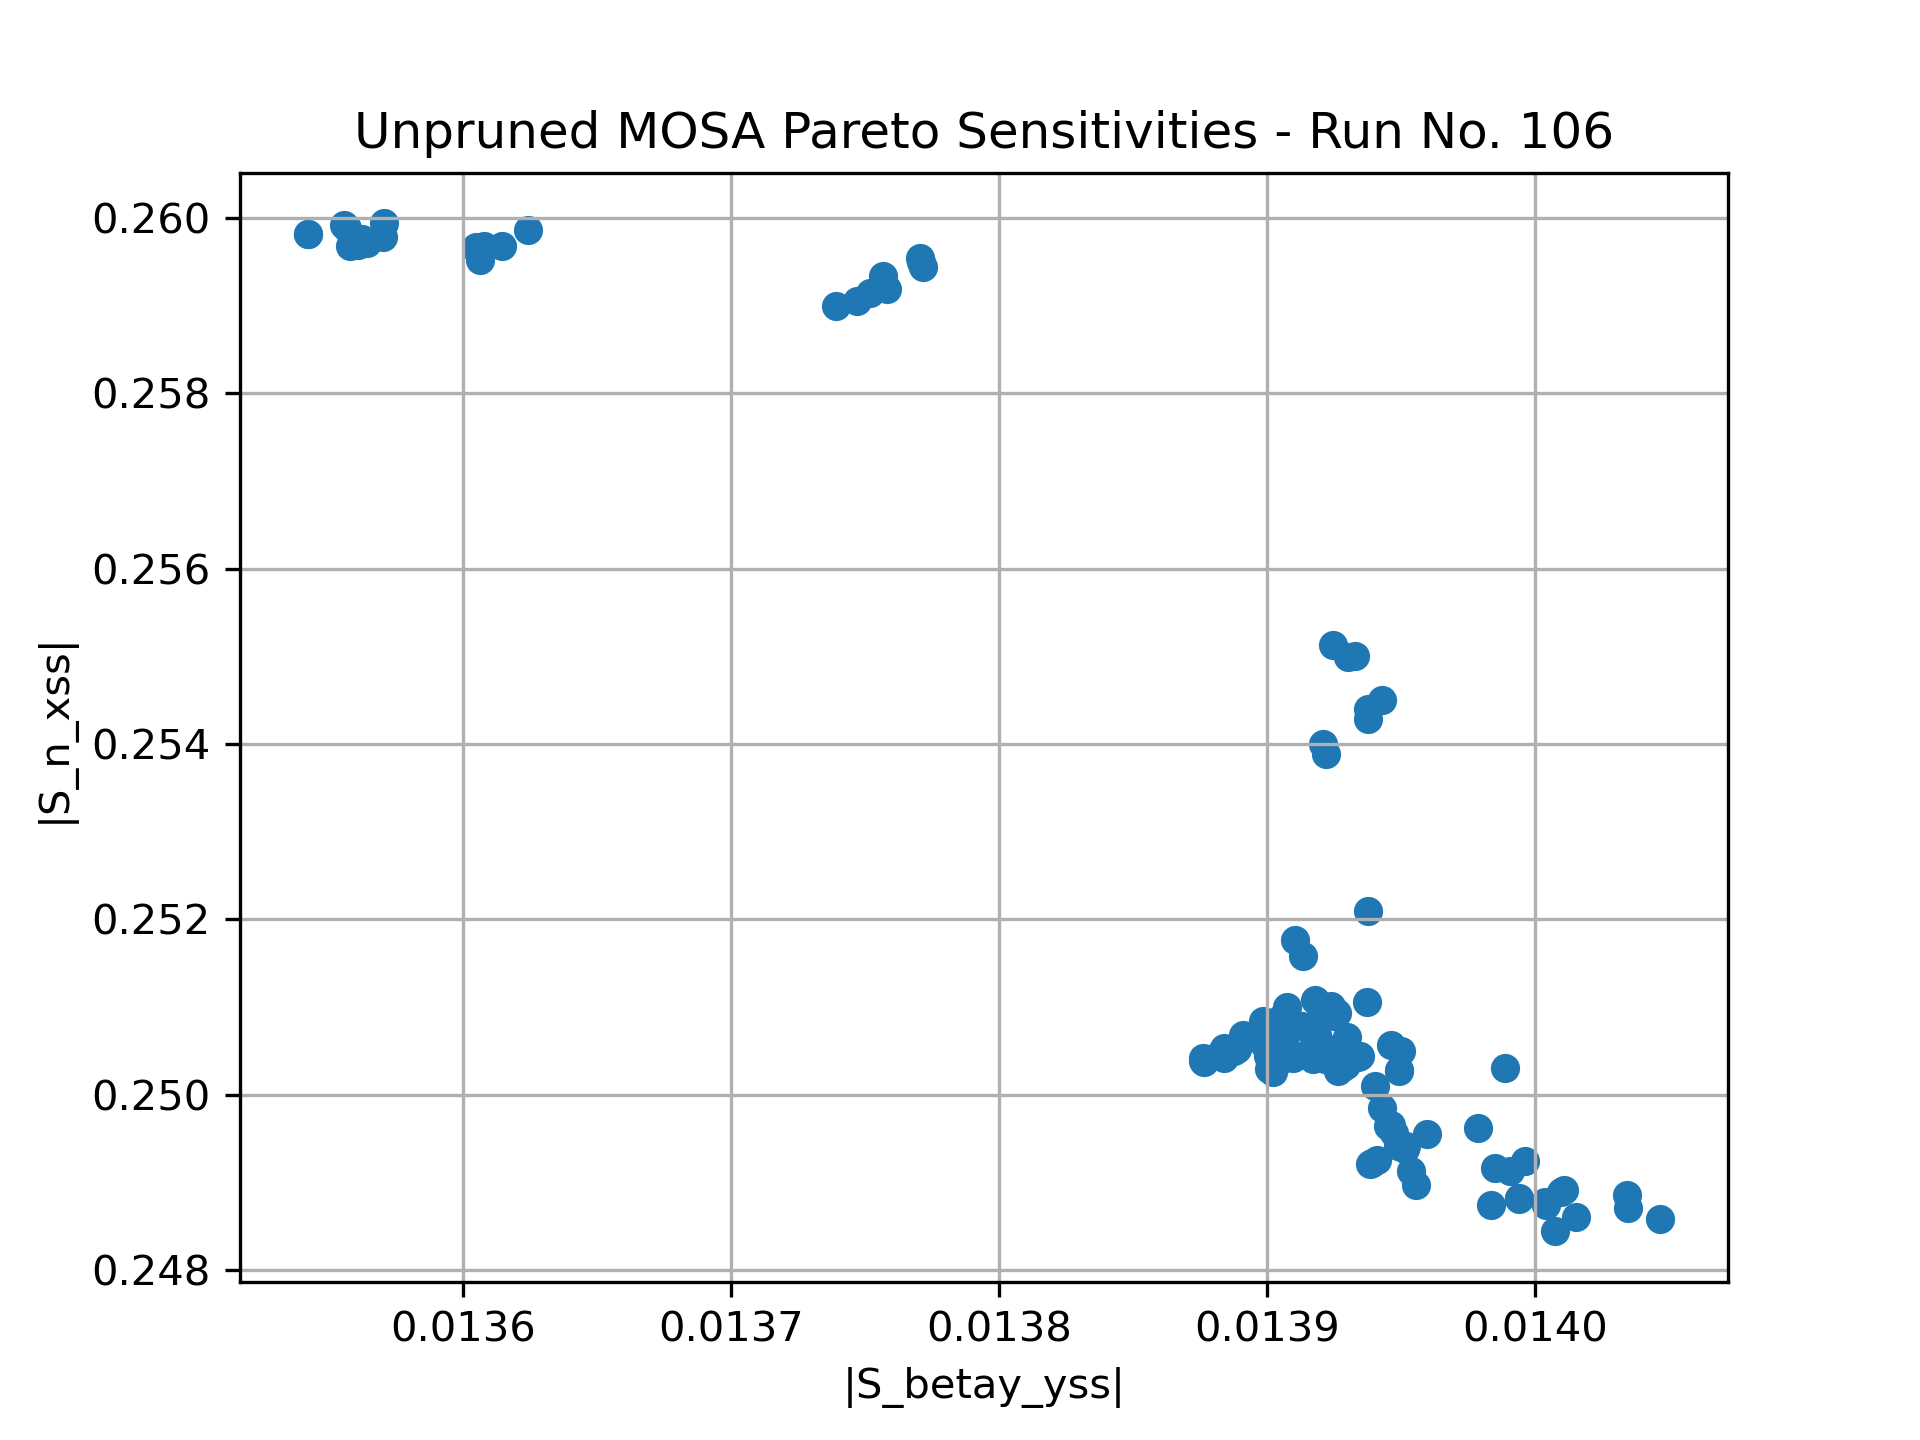 Unpruned MOSA Pareto Sensitivities - Run No. 106
0.260
0.258
0.256
0.254
0.252
0.250
0.248
|S_n_xss|
0.0136 0.0137 0.0138 0.0139 0.0140
|S_betay_yss|